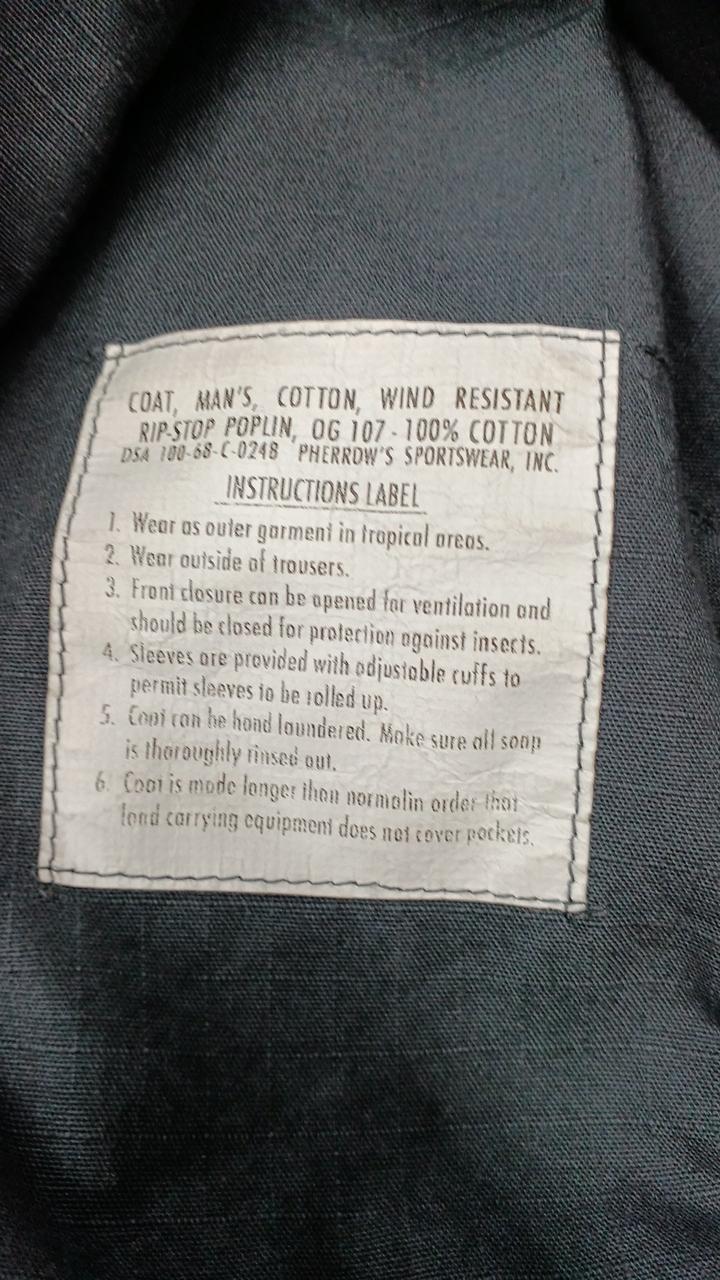 COAT, MAN'S, COTTON, WIND RESISTANT
RIP-STOP POPLIN, OG 107 - 100% COTTON
DSA 100-68-C-0248 PHERROW'S SPORTSWEAR, INC.
INSTRUCTIONS LABEL
1. Wear as outer garment in tropical areas.
2. Wear outside of trousers.
3. Front closure can be opened for ventilation and
should be closed for protection against insects.
4. Sleeves are provided with adjustable cuffs to
permit sleeves to be rolled up.
5. Coat can be hand laundered. Make sure all soap
is thoroughly rinsed out.
6. Coat is made longer than normalin order that
load carrying equipment does not cover pockets.